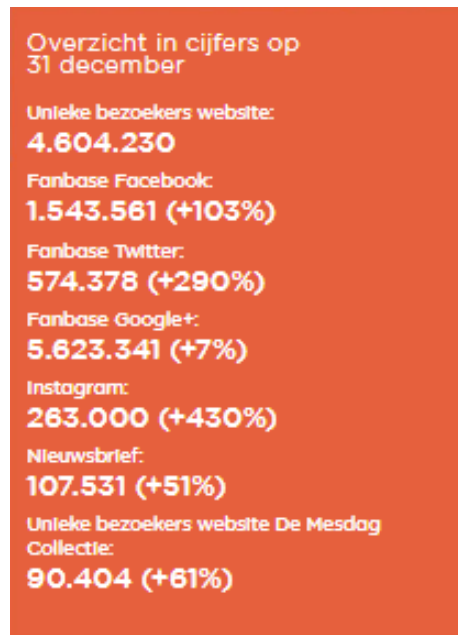 Overzicht in cijfers op
31 december
Unieke bezoekers website:
4.604.230
Fanbase Facebook:
1.543.561 (+103%)
Fanbase Twitter:
574.378 (+290%)
Fanbase Google+:
5.623.341 (+7%)
Instagram:
263.000 (+430%)
Nieuwsbrief:
107.531 (+51%)
Unieke bezoekers website De Mesdag
Collectie:
90.404 (+61%)